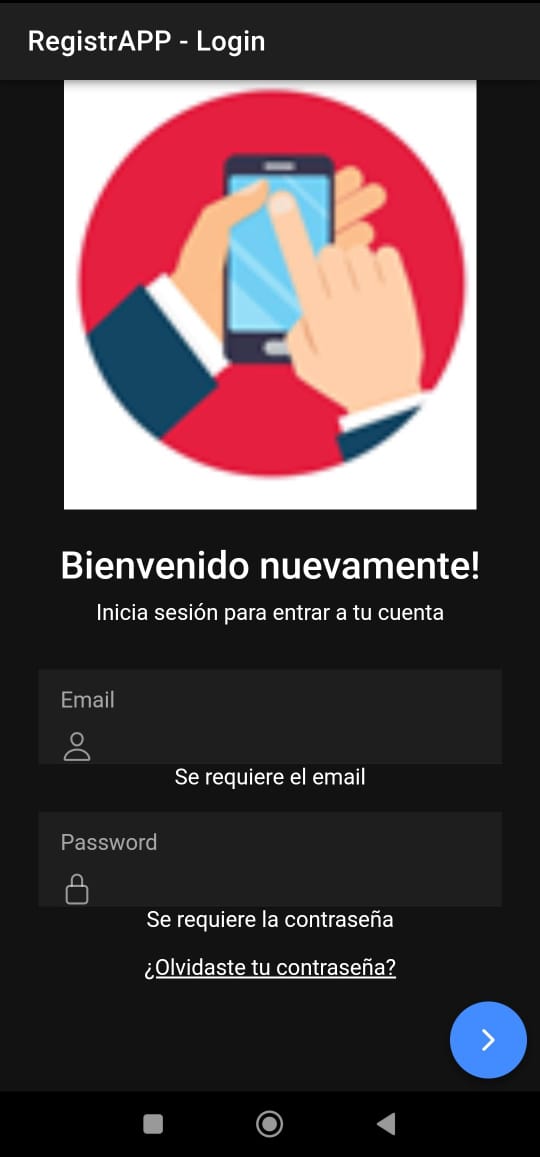 RegistrAPP - Login
Bienvenido nuevamente!
Inicia sesión para entrar a tu cuenta
Email
Se requiere el email
Password
Se requiere la contraseña
¿Olvidaste tu contraseña?